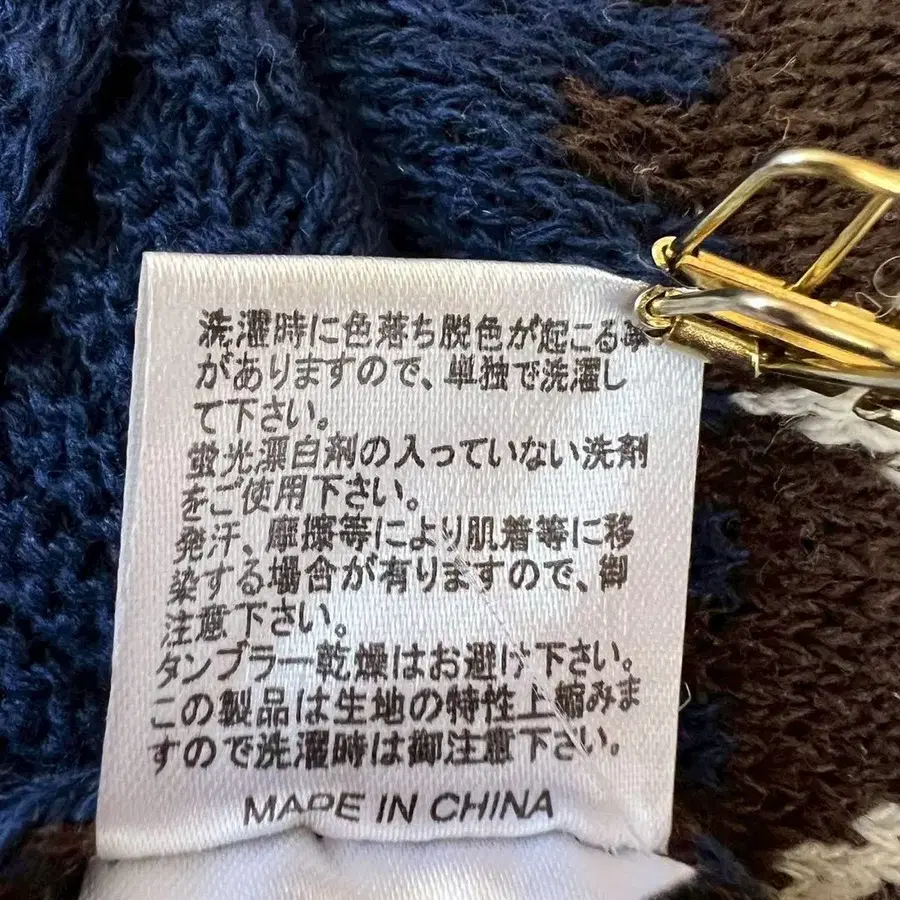 洗濯時に色落ち脱色が起こる事
がありますので、単独で洗濯し
て下さい。
蛍光漂白剤の入っていない洗剤
をご使用下さい。
発汗、摩擦等により肌着等に移
染する場合が有りますので、御
注意下さい。
タンブラー乾燥はお避け下さい。
この製品は生地の特性上縮みま
すので洗濯時は御注意下さい。
MADE IN CHINA